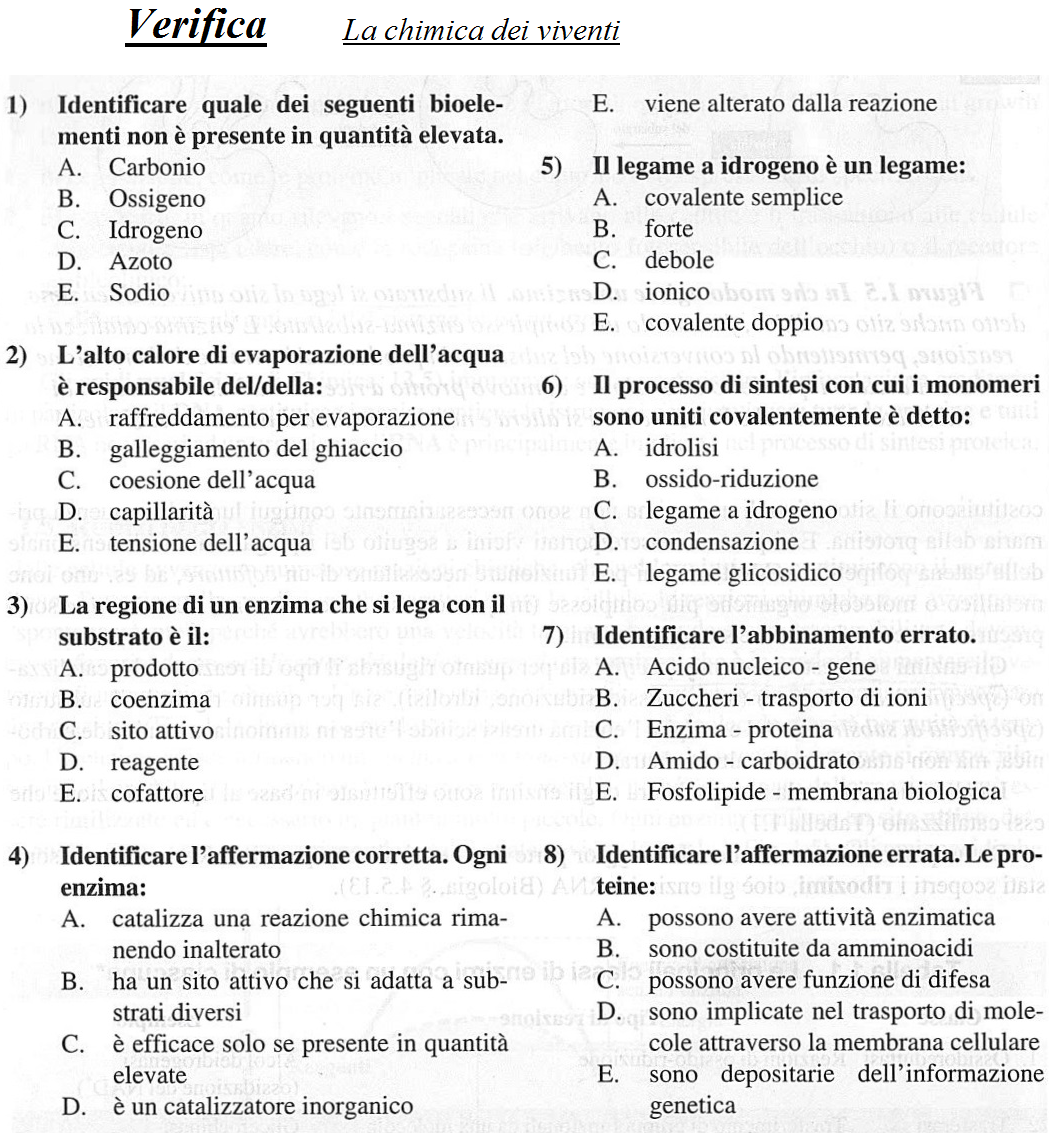 Verifica La chimica dei viventi
1) Identificare quale dei seguenti bioele-
menti non è presente in quantità elevata.
A. Carbonio
B. Ossigeno
C. Idrogeno
D. Azoto
E. Sodio
2) L'alto calore di evaporazione dell'acqua
è responsabile del/della:
A. raffreddamento per evaporazione
B. galleggiamento del ghiaccio
C. coesione dell'acqua
D. capillarità
E. tensione dell'acqua
3) La regione di un enzima che si lega con il
substrato è il:
A. prodotto
B. coenzima
C. sito attivo
D. reagente
E. cofattore
4) Identificare l'affermazione corretta. Ogni
enzima:
A. catalizza una reazione chimica rima-
nendo inalterato
B. ha un sito attivo che si adatta a sub-
strati diversi
C. è efficace solo se presente in quantità
elevate
D. è un catalizzatore inorganico
E. viene alterato dalla reazione
5) Il legame a idrogeno è un legame:
A. covalente semplice
B. forte
C. debole
D. ionico
E. covalente doppio
6) Il processo di sintesi con cui i monomeri
sono uniti covalentemente è detto:
A. idrolisi
B. ossido-riduzione
C. legame a idrogeno
D. condensazione
E. legame glicosidico
7) Identificare l'abbinamento errato.
A. Acido nucleico - gene
B. Zuccheri - trasporto di ioni
C. Enzima - proteina
D. Amido - carboidrato
E. Fosfolipide - membrana biologica
8) Identificare l'affermazione errata. Le pro-
teine:
A. possono avere attività enzimatica
B. sono costituite da amminoacidi
C. possono avere funzione di difesa
D. sono implicate nel trasporto di mole-
cole attraverso la membrana cellulare
E. sono depositarie dell'informazione
genetica